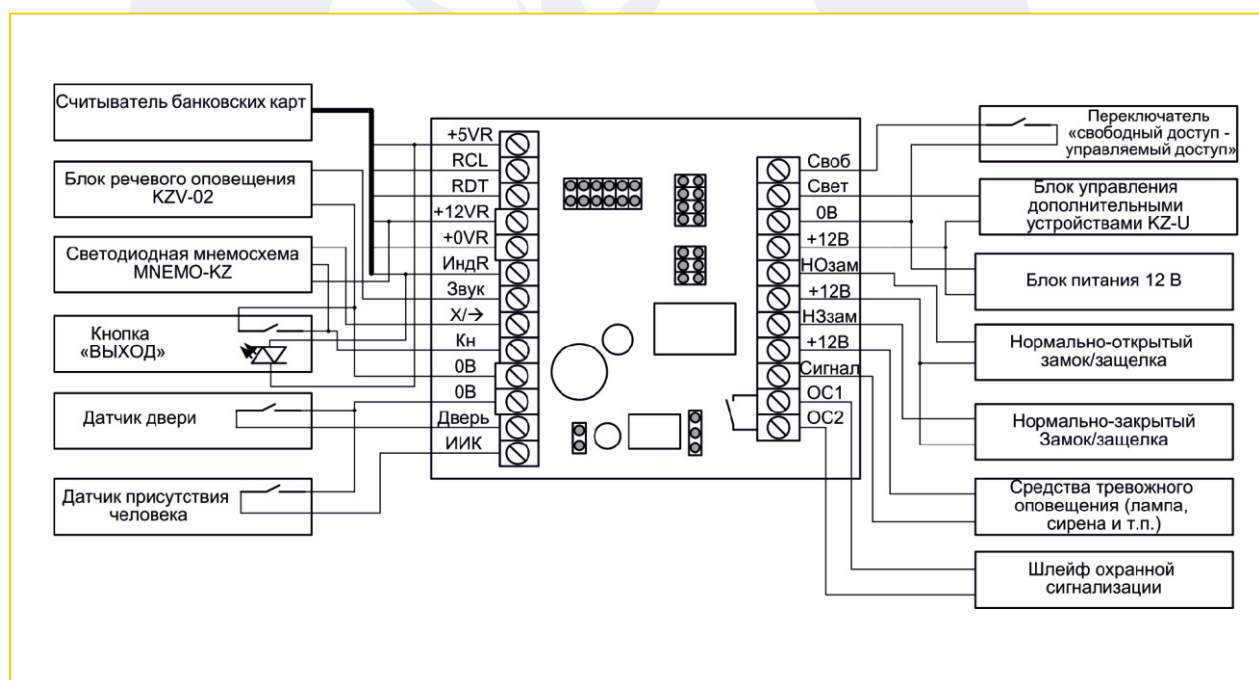 Считыватель банковских карт
Блок речевого оповещения
KZV-02
Светодиодная мнемосхема
MNEMO-KZ
Кнопка
«ВЫХОД»
Датчик двери
Датчик присутствия
человека
+5VR
RCL
RDT
+12VR
+0VR
ИндR
Звук
Х/→
Кн
0В
0В
Дверь
ИИК
Своб
Свет
0В
+12В
НОзам
+12В
НЗзам
+12В
Сигнал
ОС1
ОС2
Переключатель
«свободный доступ -
управляемый доступ»
Блок управления
дополнительными
устройствами KZ-U
Блок питания 12 В
Нормально-открытый
замок/защелка
Нормально-закрытый
Замок/защелка
Средства тревожного
оповещения (лампа,
сирена и т.п.)
Шлейф охранной
сигнализации